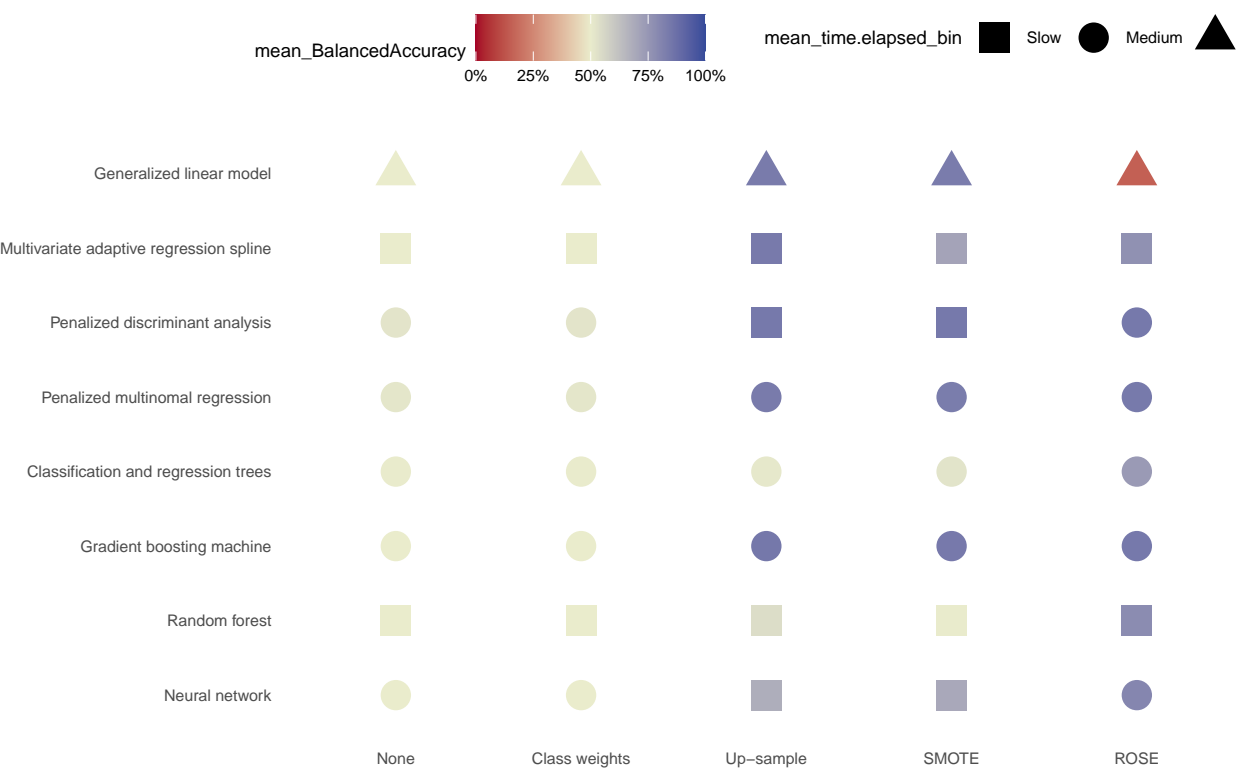 mean_BalancedAccuracy
0% 25% 50% 75% 100%
mean_time.elapsed_bin Slow Medium
Generalized linear model
Multivariate adaptive regression spline
Penalized discriminant analysis
Penalized multinomal regression
Classification and regression trees
Gradient boosting machine
Random forest
Neural network
None Class weights Up−sample SMOTE ROSE